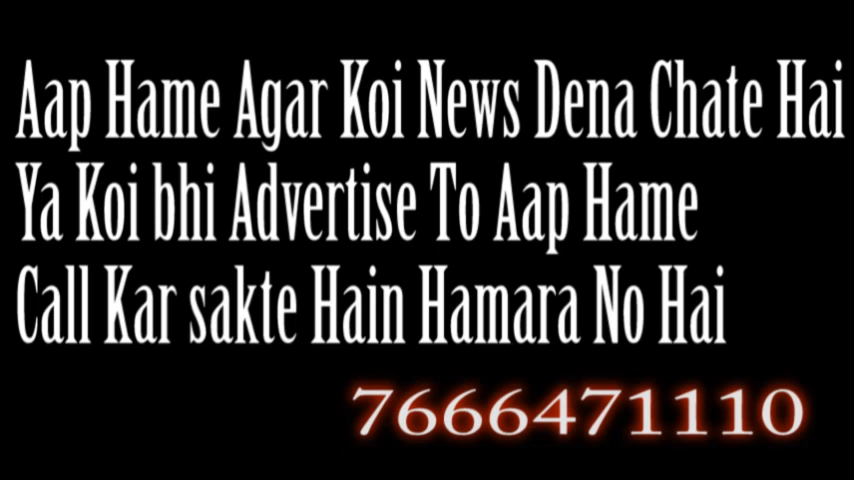 Aap Hame Agar Koi News Dena Chate Hai
Ya Koi bhi Advertise To Aap Hame
Call Kar sakte Hain Hamara No Hai
7666471110